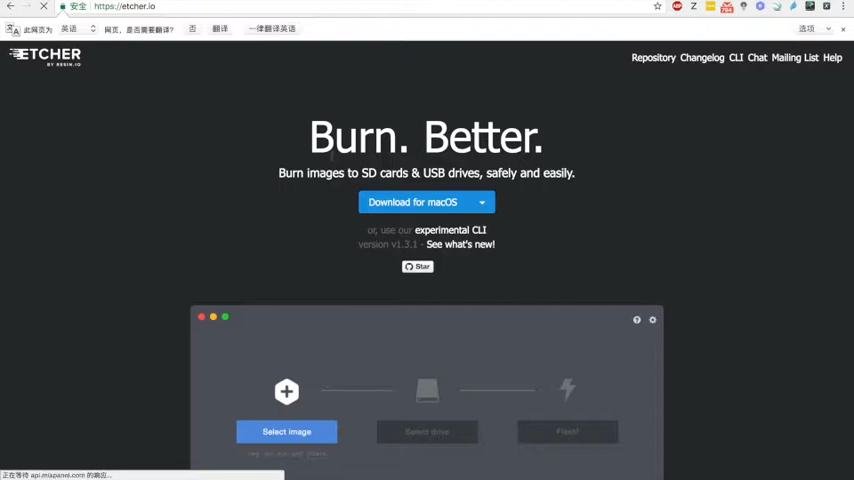 安全 https://etcher.io
此网页为 英语 网页，是否需要翻译? 否 翻译 一律翻译英语 选项
ETCHER
BY RESIN.IO
Repository Changelog CLI Chat Mailing List Help
Burn. Better.
Burn images to SD cards & USB drives, safely and easily.
Download for macOS
or, use our experimental CLI
version v1.3.1 - See what's new!
Star
Select image Select drive Flash!
正在等待 api.mixpanel.com 的响应...